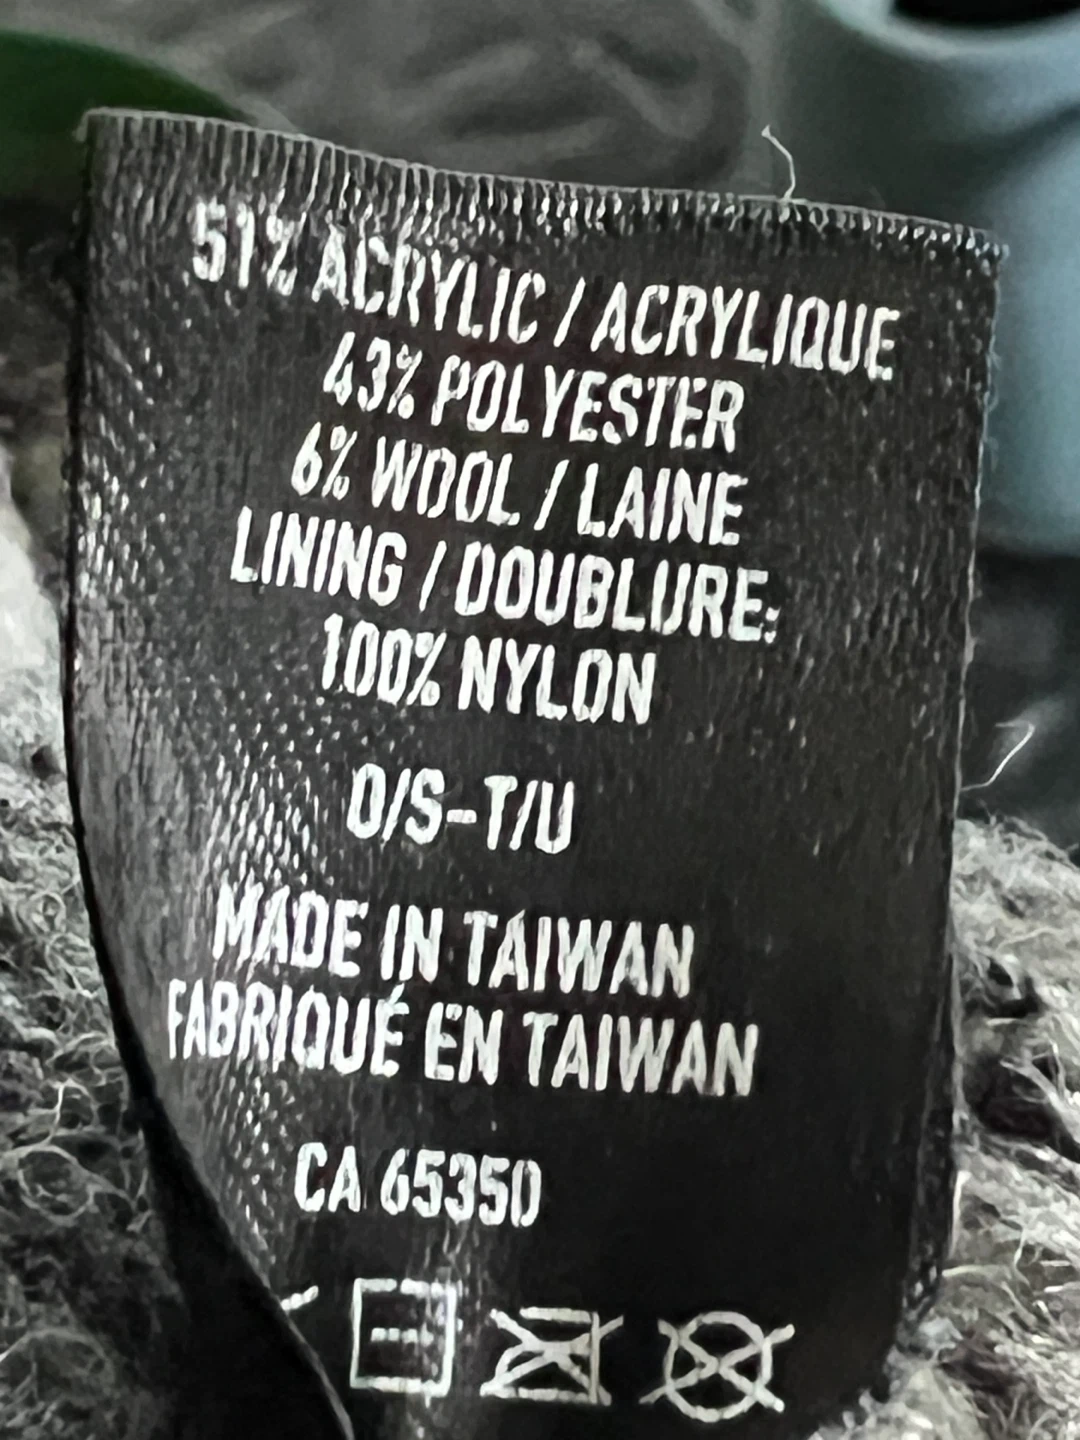 51% ACRYLIC / ACRYLIQUE
43% POLYESTER
6% WOOL / LAINE
LINING / DOUBLURE:
100% NYLON
O/S-T/U
MADE IN TAIWAN
FABRIQUÉ EN TAIWAN
CA 65350